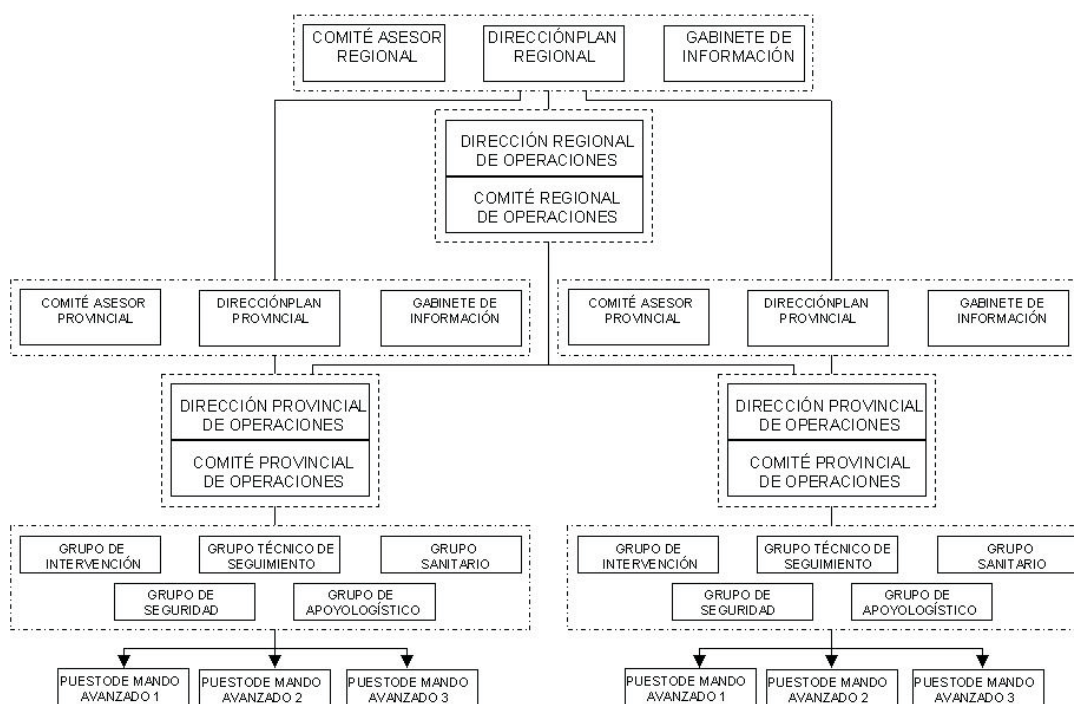 COMITÉ ASESOR
REGIONAL
DIRECCIÓNPLAN
REGIONAL
GABINETE DE
INFORMACIÓN
DIRECCIÓN REGIONAL
DE OPERACIONES
COMITÉ REGIONAL
DE OPERACIONES
COMITÉ ASESOR
PROVINCIAL
DIRECCIÓNPLAN
PROVINCIAL
GABINETE DE
INFORMACIÓN
COMITÉ ASESOR
PROVINCIAL
DIRECCIÓNPLAN
PROVINCIAL
GABINETE DE
INFORMACIÓN
DIRECCIÓN PROVINCIAL
DE OPERACIONES
COMITÉ PROVINCIAL
DE OPERACIONES
DIRECCIÓN PROVINCIAL
DE OPERACIONES
COMITÉ PROVINCIAL
DE OPERACIONES
GRUPO DE
INTERVENCIÓN
GRUPO TÉCNICO DE
SEGUIMIENTO
GRUPO
SANITARIO
GRUPO DE
SEGURIDAD
GRUPO DE
APOYOLOGÍSTICO
GRUPO DE
INTERVENCIÓN
GRUPO TÉCNICO DE
SEGUIMIENTO
GRUPO
SANITARIO
GRUPO DE
SEGURIDAD
GRUPO DE
APOYOLOGÍSTICO
PUESTODE MANDO
AVANZADO 1
PUESTODE MANDO
AVANZADO 2
PUESTODE MANDO
AVANZADO 3
PUESTODE MANDO
AVANZADO 1
PUESTODE MANDO
AVANZADO 2
PUESTODE MANDO
AVANZADO 3